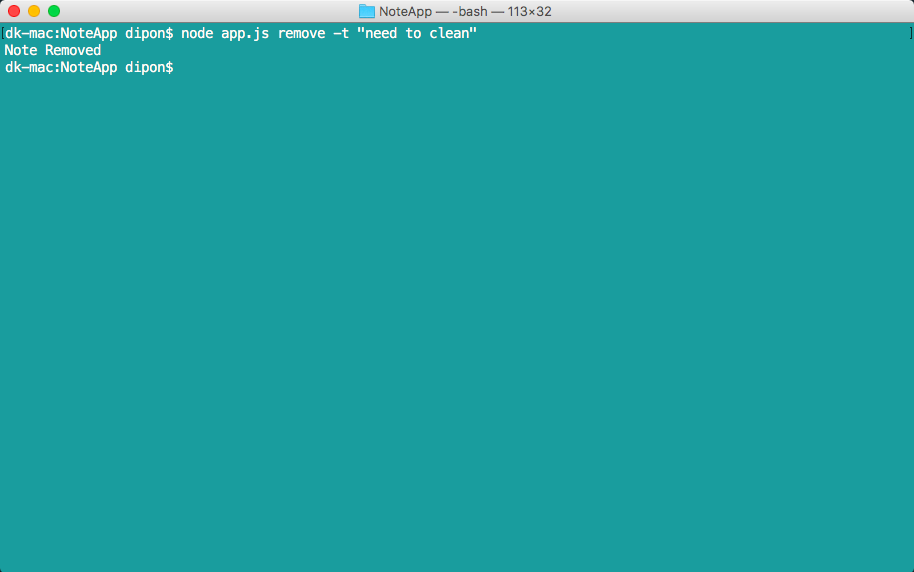 NoteApp — -bash — 113×32
[dk-mac:NoteApp dipon$ node app.js remove -t "need to clean" ]
Note Removed
dk-mac:NoteApp dipon$